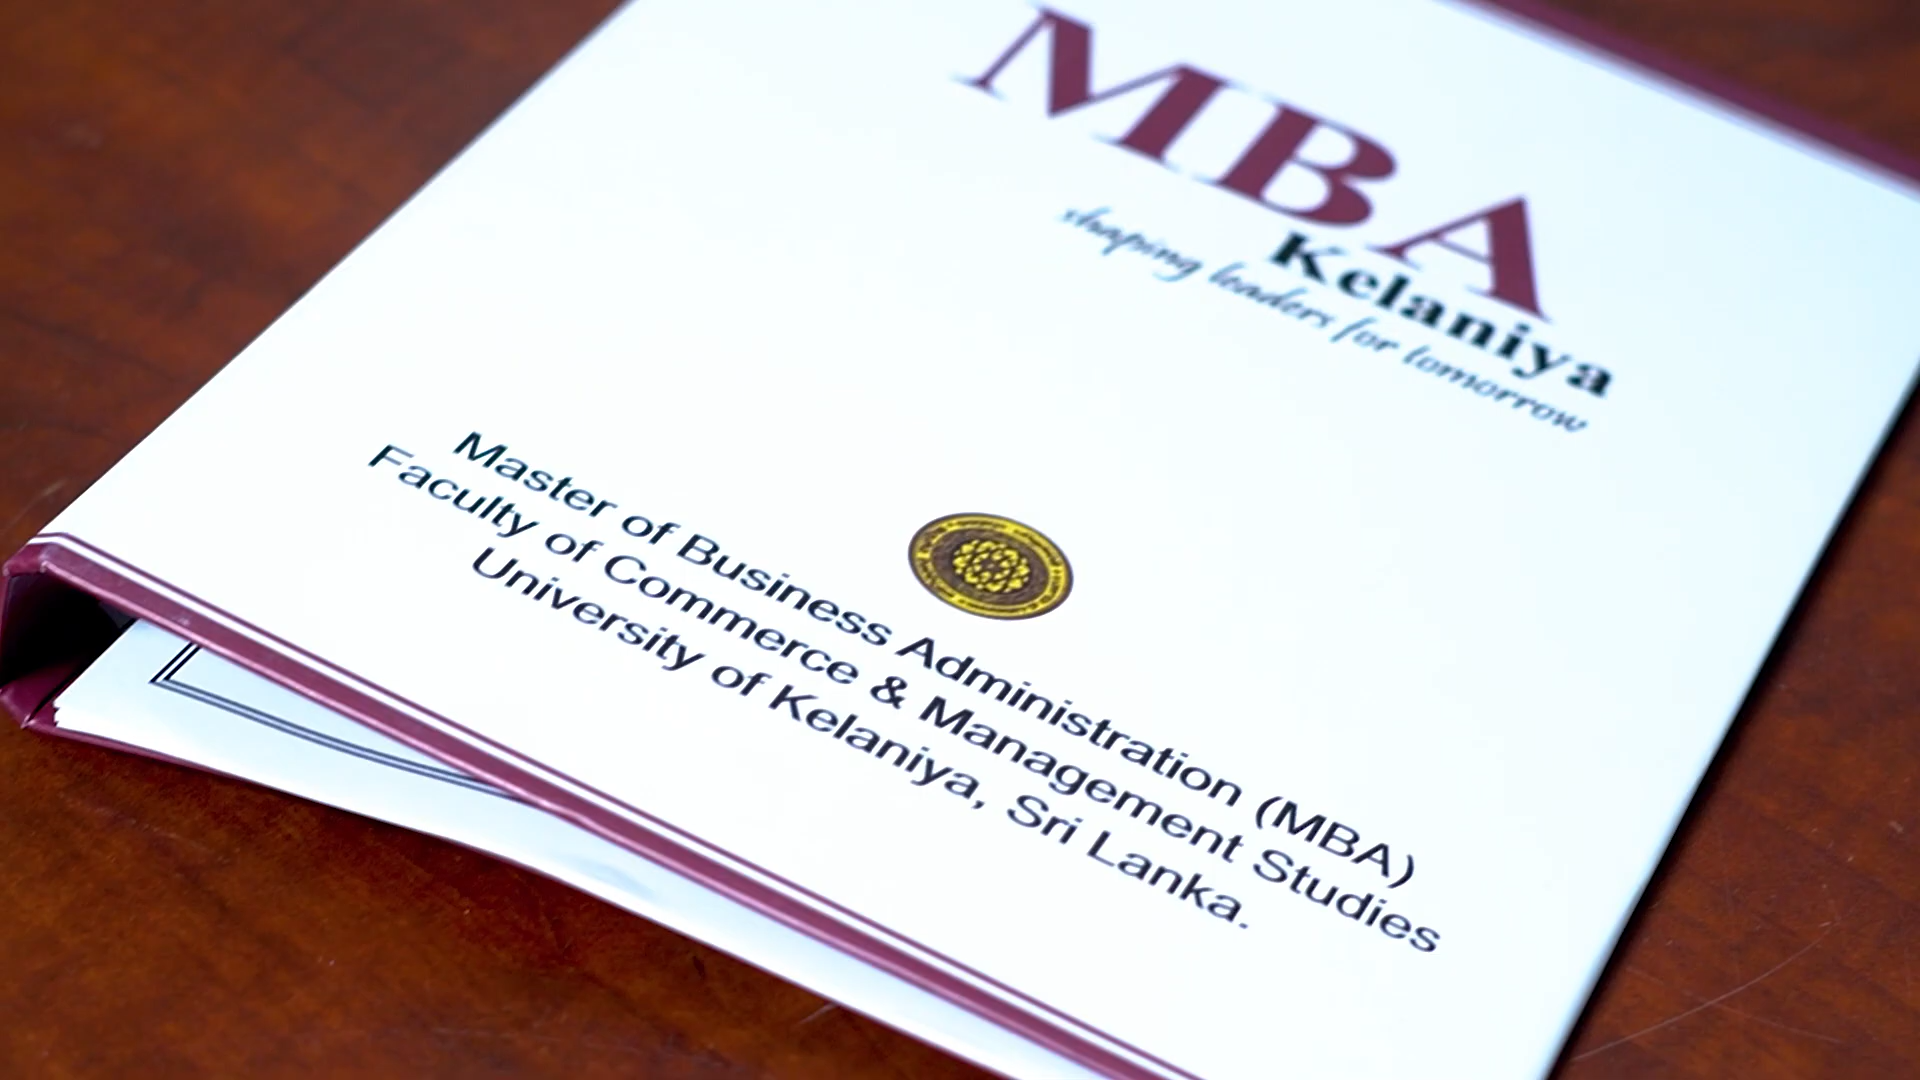 MBA
Kelaniya
shaping leaders for tomorrow
Master of Business Administration (MBA)
Faculty of Commerce & Management Studies
University of Kelaniya, Sri Lanka.